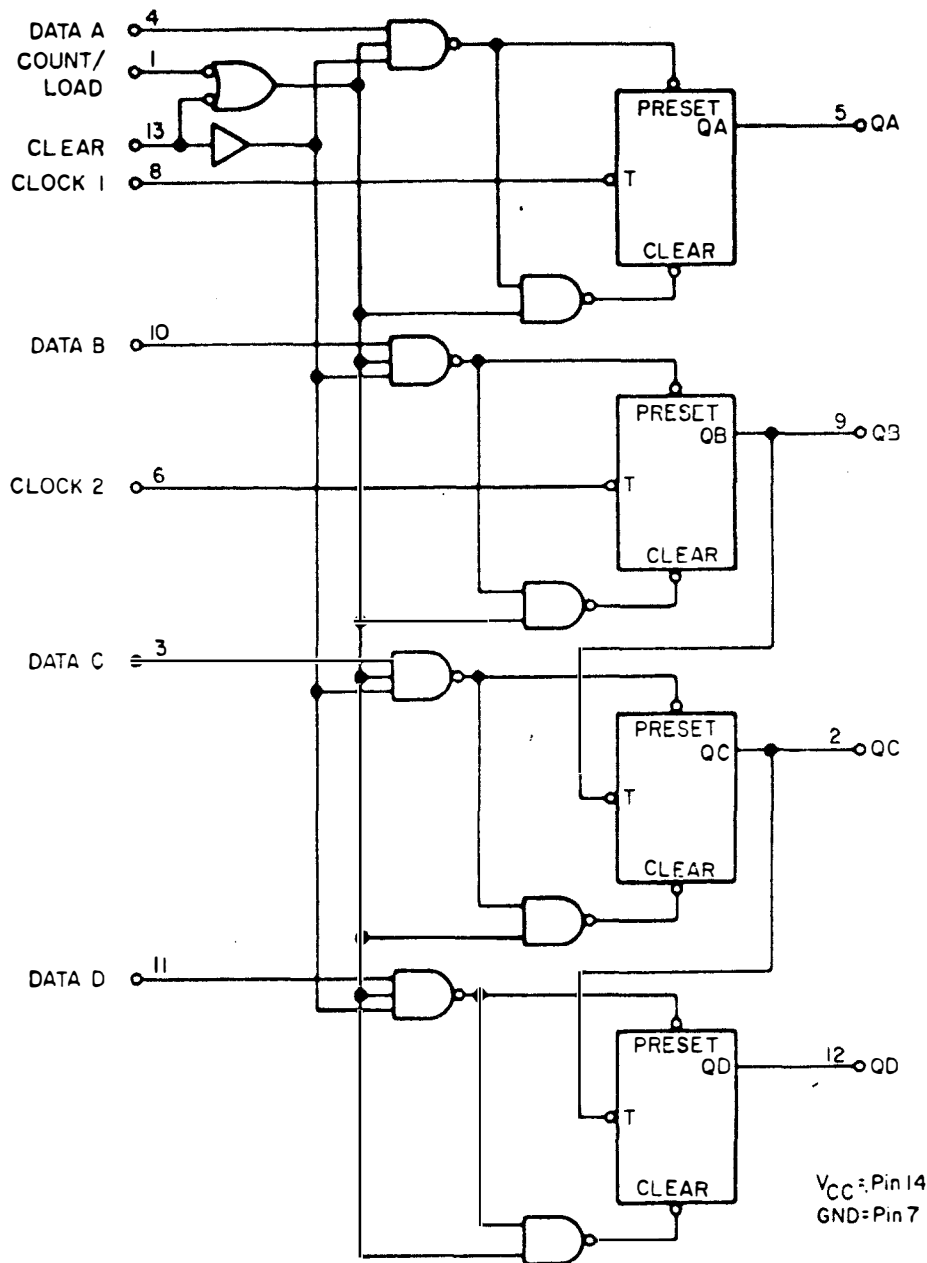 DATA A 4
COUNT/ 1
LOAD
CLEAR 13
CLOCK 1 8
PRESET
QA 5 QA
T
CLEAR
DATA B 10
PRESET
QB 9 QB
CLOCK 2 6
T
CLEAR
DATA C 3
PRESET
QC 2 QC
T
CLEAR
DATA D 11
PRESET
QD 12 QD
T
CLEAR
VCC = Pin 14
GND = Pin 7